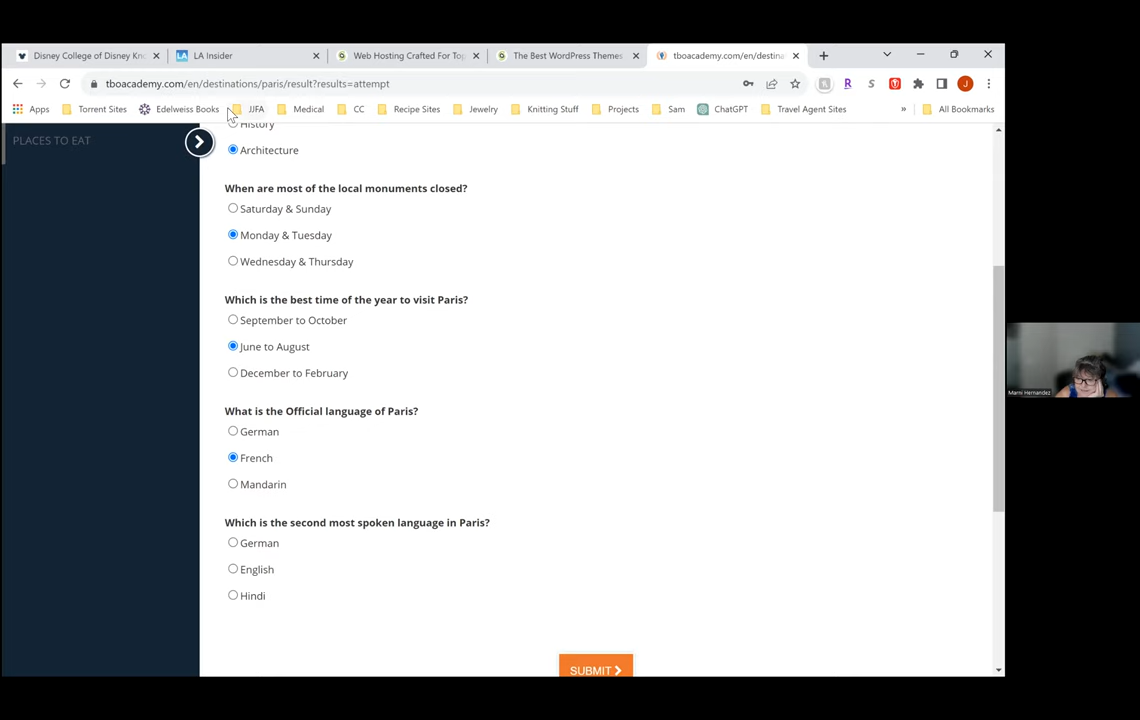 Disney College of Disney Kno
LA Insider
Web Hosting Crafted For Top
The Best WordPress Themes
tboacademy.com/en/destina
tboacademy.com/en/destinations/paris/result?results=attempt
Apps
Torrent Sites
Edelweiss Books
JJFA
Medical
CC
Recipe Sites
Jewelry
Knitting Stuff
Projects
Sam
ChatGPT
Travel Agent Sites
»
All Bookmarks
PLACES TO EAT
History
Architecture
When are most of the local monuments closed?
Saturday & Sunday
Monday & Tuesday
Wednesday & Thursday
Which is the best time of the year to visit Paris?
September to October
June to August
December to February
What is the Official language of Paris?
German
French
Mandarin
Which is the second most spoken language in Paris?
German
English
Hindi
SUBMIT
Marni Hernandez